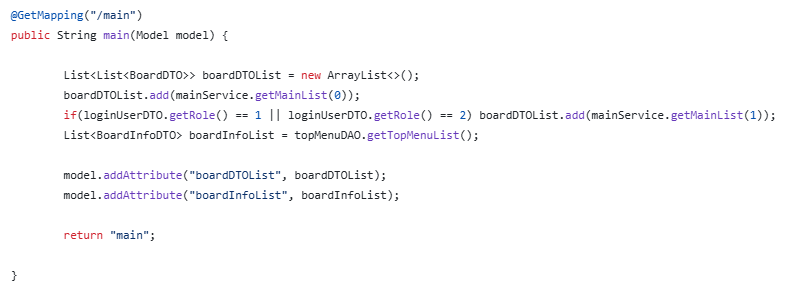 @GetMapping("/main")
public String main(Model model) {
List<List<BoardDTO>> boardDTOList = new ArrayList<>();
boardDTOList.add(mainService.getMainList(0));
if(loginUserDTO.getRole() == 1 || loginUserDTO.getRole() == 2) boardDTOList.add(mainService.getMainList(1));
List<BoardInfoDTO> boardInfoList = topMenuDAO.getTopMenuList();
model.addAttribute("boardDTOList", boardDTOList);
model.addAttribute("boardInfoList", boardInfoList);
return "main";
}